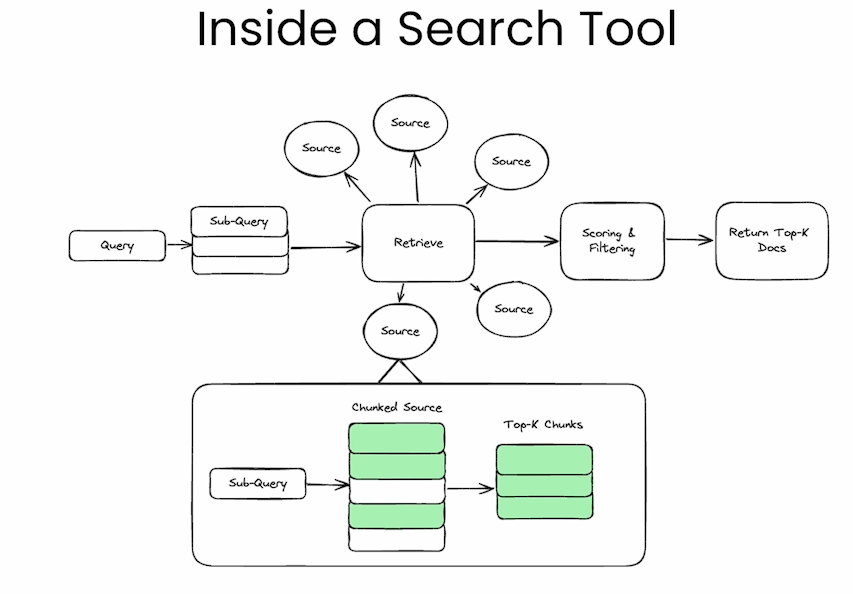 Inside a Search Tool
Source
Source
Source
Query
Sub-Query
Retrieve
Scoring &
Filtering
Return Top-K
Docs
Source
Source
Chunked Source
Top-K Chunks
Sub-Query